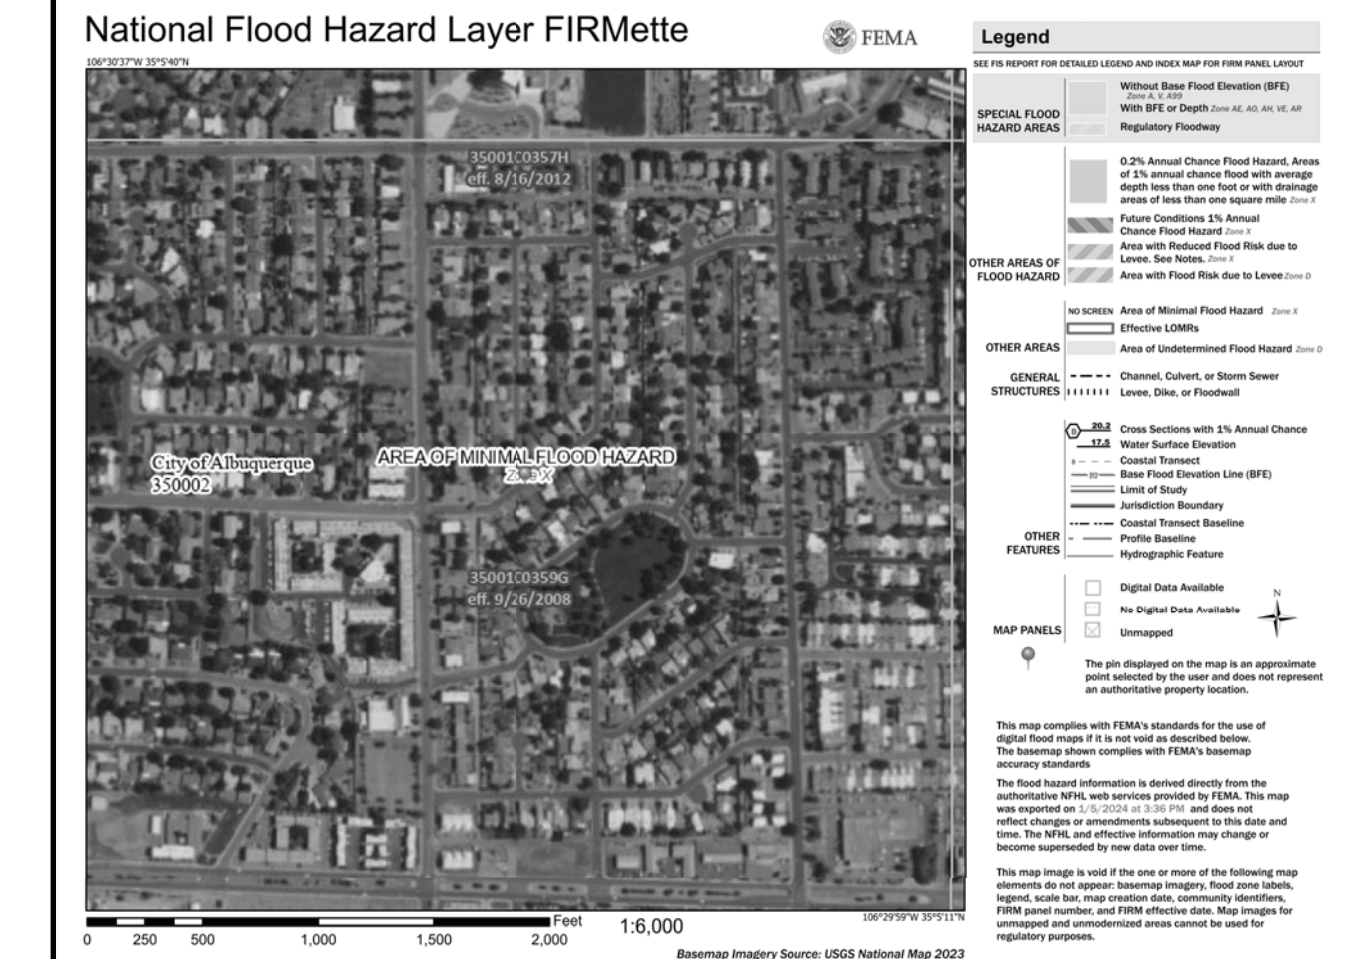 National Flood Hazard Layer FIRMette
FEMA
106°30'37"W 35°5'40"N
35001C0357H
eff. 8/16/2012
City of Albuquerque
350002
AREA OF MINIMAL FLOOD HAZARD
Zone X
35001C0359G
eff. 9/26/2008
0 250 500 1,000 1,500 2,000
Feet
1:6,000
106°29'59"W 35°5'11"N
Basemap Imagery Source: USGS National Map 2023
Legend
SEE FIS REPORT FOR DETAILED LEGEND AND INDEX MAP FOR FIRM PANEL LAYOUT
SPECIAL FLOOD
HAZARD AREAS
Without Base Flood Elevation (BFE)
Zone A, V, A99
With BFE or Depth Zone AE, AO, AH, VE, AR
Regulatory Floodway
OTHER AREAS OF
FLOOD HAZARD
0.2% Annual Chance Flood Hazard, Areas
of 1% annual chance flood with average
depth less than one foot or with drainage
areas of less than one square mile Zone X
Future Conditions 1% Annual
Chance Flood Hazard Zone X
Area with Reduced Flood Risk due to
Levee. See Notes. Zone X
Area with Flood Risk due to Levee Zone D
OTHER AREAS
NO SCREEN Area of Minimal Flood Hazard Zone X
Effective LOMRs
Area of Undetermined Flood Hazard Zone D
GENERAL
STRUCTURES
Channel, Culvert, or Storm Sewer
Levee, Dike, or Floodwall
OTHER
FEATURES
20.2 Cross Sections with 1% Annual Chance
17.5 Water Surface Elevation
Coastal Transect
Base Flood Elevation Line (BFE)
Limit of Study
Jurisdiction Boundary
Coastal Transect Baseline
Profile Baseline
Hydrographic Feature
MAP PANELS
Digital Data Available
No Digital Data Available
Unmapped
N
The pin displayed on the map is an approximate
point selected by the user and does not represent
an authoritative property location.
This map complies with FEMA's standards for the use of
digital flood maps if it is not void as described below.
The basemap shown complies with FEMA's basemap
accuracy standards
The flood hazard information is derived directly from the
authoritative NFHL web services provided by FEMA. This map
was exported on 1/5/2024 at 3:36 PM and does not
reflect changes or amendments subsequent to this date and
time. The NFHL and effective information may change or
become superseded by new data over time.
This map image is void if the one or more of the following map
elements do not appear: basemap imagery, flood zone labels,
legend, scale bar, map creation date, community identifiers,
FIRM panel number, and FIRM effective date. Map images for
unmapped and unmodernized areas cannot be used for
regulatory purposes.